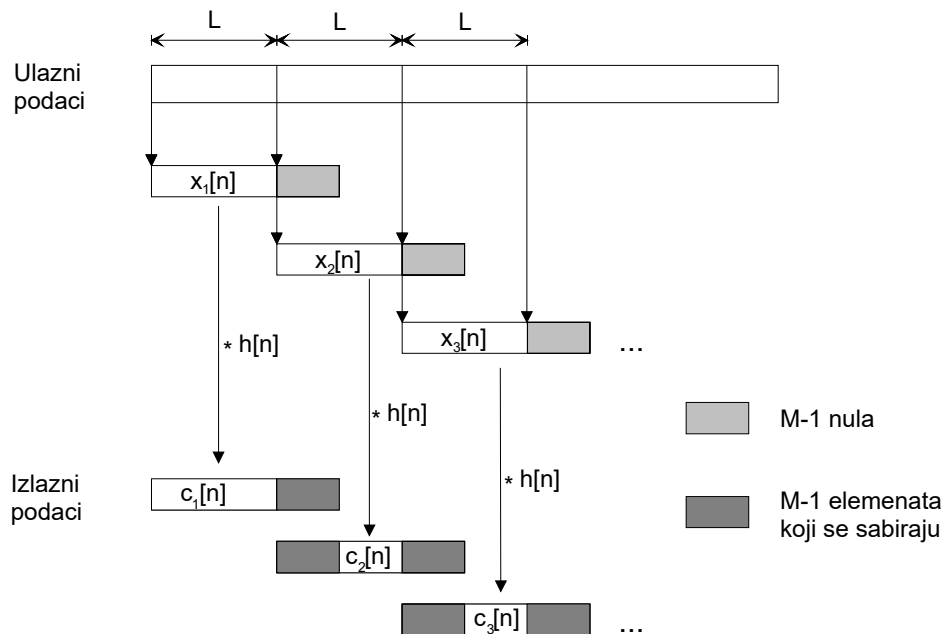 L
L
L
Ulazni
podaci
x₁[n]
x₂[n]
x₃[n]
...
* h[n]
* h[n]
* h[n]
M-1 nula
M-1 elemenata
koji se sabiraju
Izlazni
podaci
c₁[n]
c₂[n]
c₃[n]
...